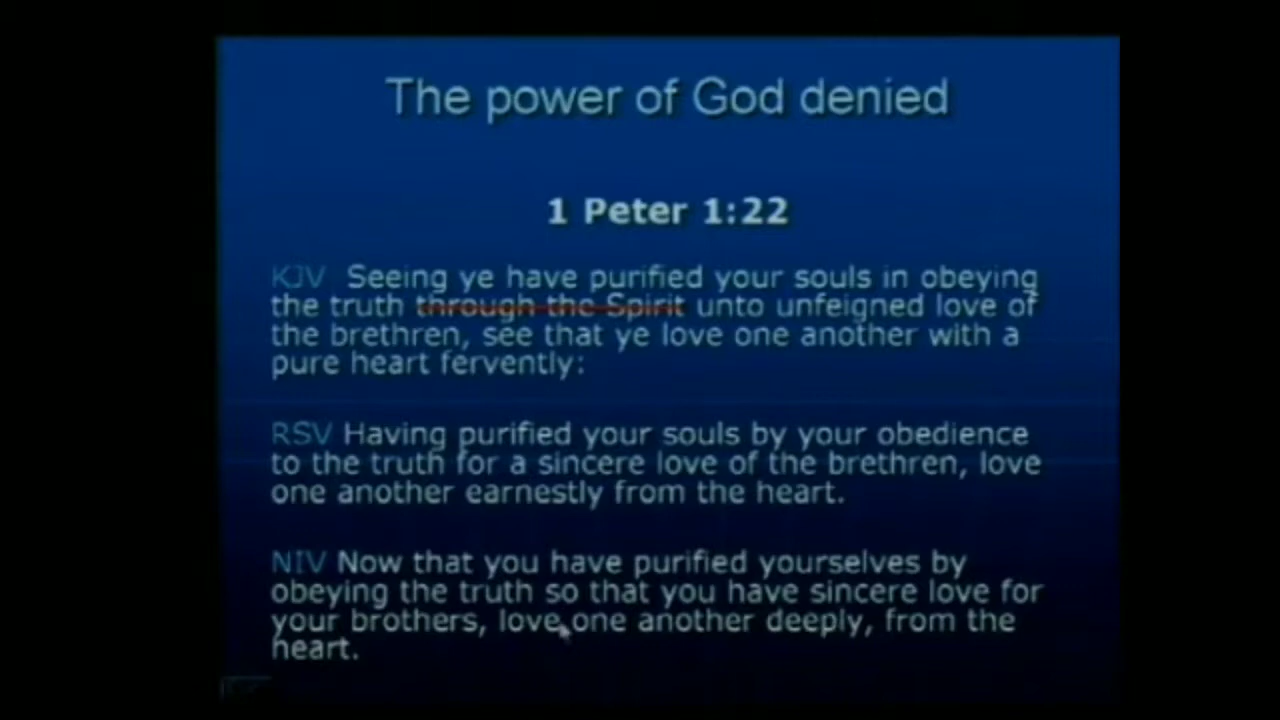 The power of God denied
1 Peter 1:22
KJV Seeing ye have purified your souls in obeying
the truth through the Spirit unto unfeigned love of
the brethren, see that ye love one another with a
pure heart fervently:
RSV Having purified your souls by your obedience
to the truth for a sincere love of the brethren, love
one another earnestly from the heart.
NIV Now that you have purified yourselves by
obeying the truth so that you have sincere love for
your brothers, love one another deeply, from the
heart.